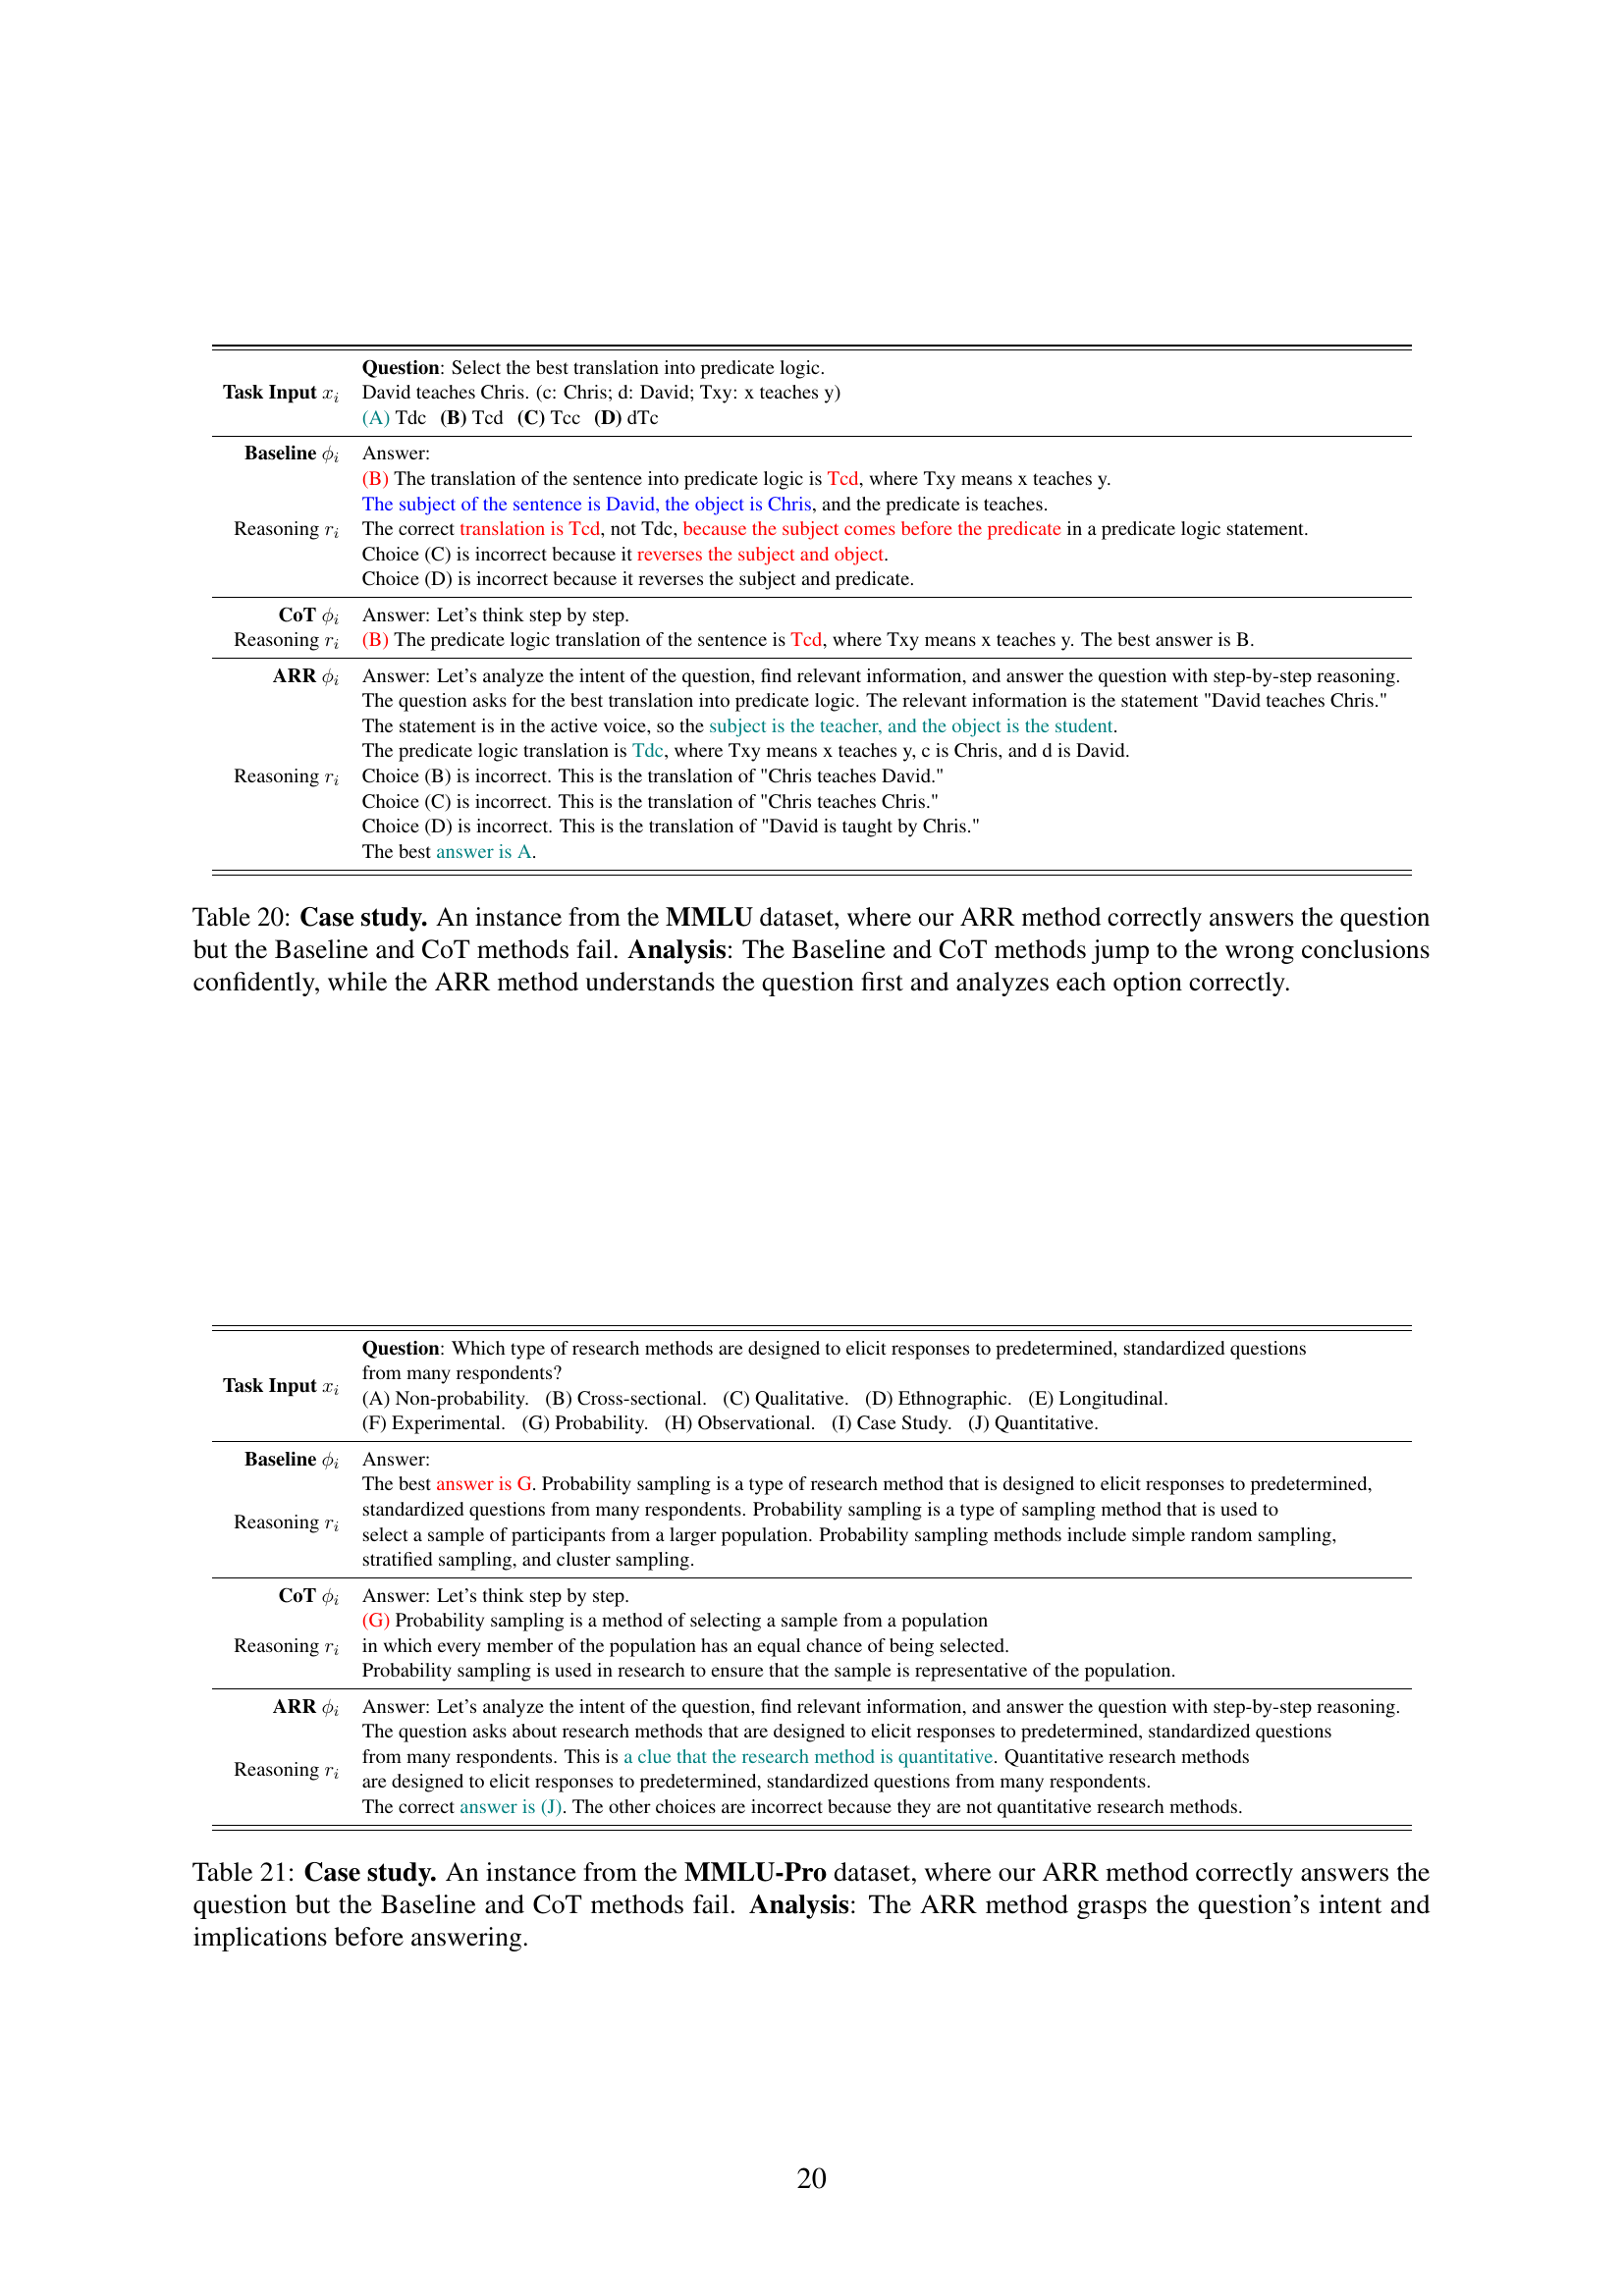 Question: Select the best translation into predicate logic.
Task Input xᵢ David teaches Chris. (c: Chris; d: David; Txy: x teaches y)
(A) Tdc (B) Tcd (C) Tcc (D) dTc
Baseline ϕᵢ Answer:
(B) The translation of the sentence into predicate logic is Tcd, where Txy means x teaches y.
The subject of the sentence is David, the object is Chris, and the predicate is teaches.
Reasoning rᵢ The correct translation is Tcd, not Tdc, because the subject comes before the predicate in a predicate logic statement.
Choice (C) is incorrect because it reverses the subject and object.
Choice (D) is incorrect because it reverses the subject and predicate.
CoT ϕᵢ Answer: Let's think step by step.
Reasoning rᵢ (B) The predicate logic translation of the sentence is Tcd, where Txy means x teaches y. The best answer is B.
ARR ϕᵢ Answer: Let's analyze the intent of the question, find relevant information, and answer the question with step-by-step reasoning.
The question asks for the best translation into predicate logic. The relevant information is the statement "David teaches Chris."
The statement is in the active voice, so the subject is the teacher, and the object is the student.
The predicate logic translation is Tdc, where Txy means x teaches y, c is Chris, and d is David.
Reasoning rᵢ Choice (B) is incorrect. This is the translation of "Chris teaches David."
Choice (C) is incorrect. This is the translation of "Chris teaches Chris."
Choice (D) is incorrect. This is the translation of "David is taught by Chris."
The best answer is A.
Table 20: Case study. An instance from the MMLU dataset, where our ARR method correctly answers the question
but the Baseline and CoT methods fail. Analysis: The Baseline and CoT methods jump to the wrong conclusions
confidently, while the ARR method understands the question first and analyzes each option correctly.
Question: Which type of research methods are designed to elicit responses to predetermined, standardized questions
from many respondents?
Task Input xᵢ
(A) Non-probability. (B) Cross-sectional. (C) Qualitative. (D) Ethnographic. (E) Longitudinal.
(F) Experimental. (G) Probability. (H) Observational. (I) Case Study. (J) Quantitative.
Baseline ϕᵢ Answer:
The best answer is G. Probability sampling is a type of research method that is designed to elicit responses to predetermined,
standardized questions from many respondents. Probability sampling is a type of sampling method that is used to
Reasoning rᵢ
select a sample of participants from a larger population. Probability sampling methods include simple random sampling,
stratified sampling, and cluster sampling.
CoT ϕᵢ Answer: Let's think step by step.
(G) Probability sampling is a method of selecting a sample from a population
Reasoning rᵢ in which every member of the population has an equal chance of being selected.
Probability sampling is used in research to ensure that the sample is representative of the population.
ARR ϕᵢ Answer: Let's analyze the intent of the question, find relevant information, and answer the question with step-by-step reasoning.
The question asks about research methods that are designed to elicit responses to predetermined, standardized questions
from many respondents. This is a clue that the research method is quantitative. Quantitative research methods
Reasoning rᵢ
are designed to elicit responses to predetermined, standardized questions from many respondents.
The correct answer is (J). The other choices are incorrect because they are not quantitative research methods.
Table 21: Case study. An instance from the MMLU-Pro dataset, where our ARR method correctly answers the
question but the Baseline and CoT methods fail. Analysis: The ARR method grasps the question's intent and
implications before answering.
20